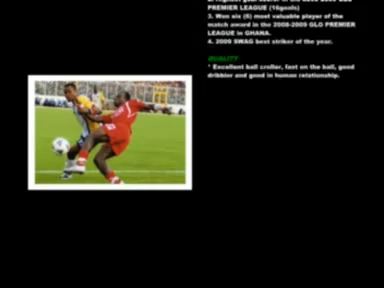 PREMIER LEAGUE (16goals)
3. Won six (6) most valuable player of the
match award in the 2008-2009 GLO PREMIER
LEAGUE in GHANA.
4. 2009 SWAG best striker of the year.
QUALITY:
* Excellent ball croller, fast on the ball, good
dribbler and good in human relationship.